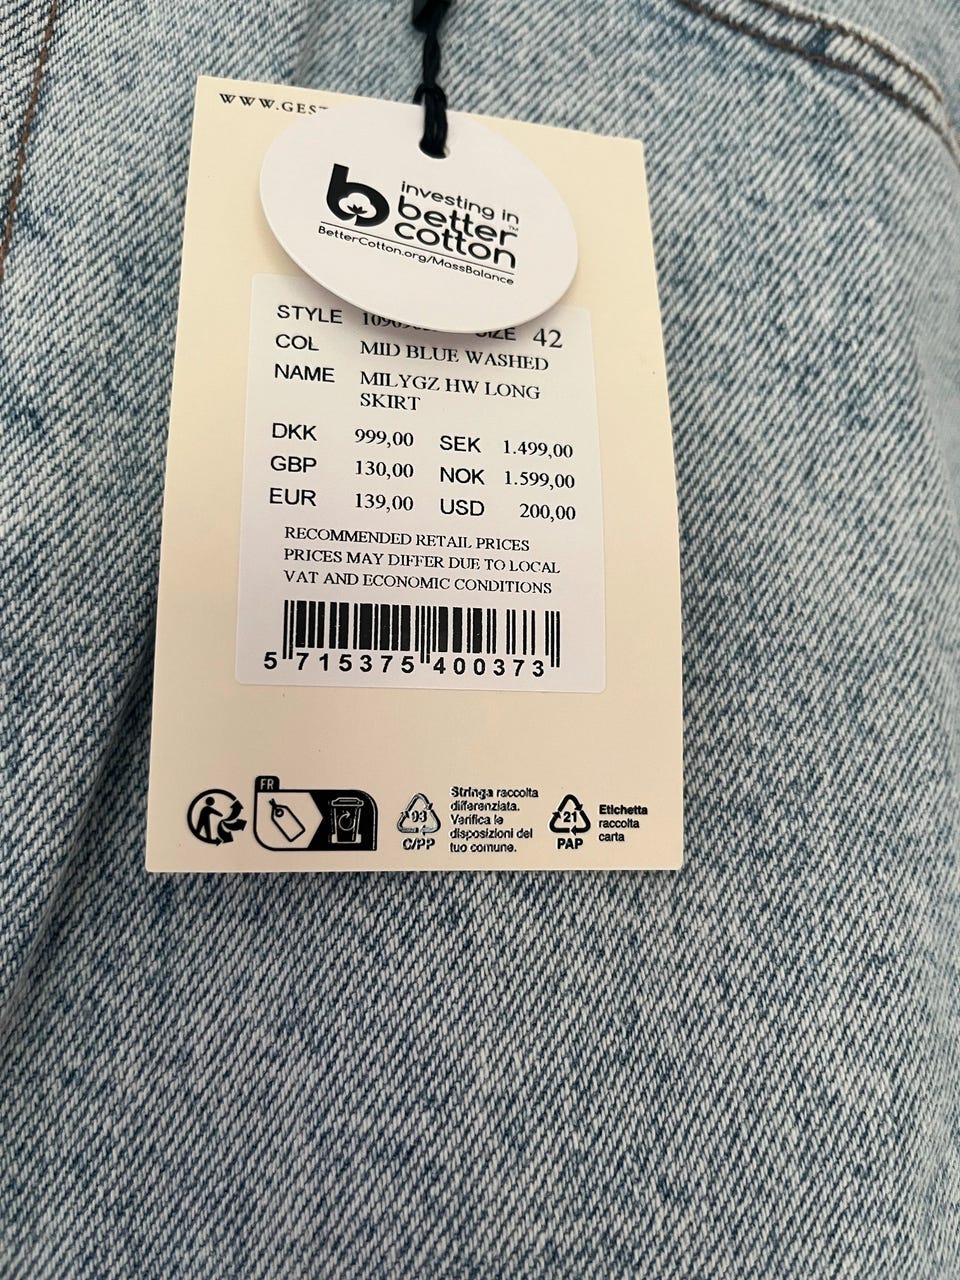 WWW.GEST
investing in
better™
cotton
BetterCotton.org/MassBalance
STYLE SIZE 42
COL MID BLUE WASHED
NAME MILYGZ HW LONG
SKIRT
DKK 999,00 SEK 1.499,00
GBP 130,00 NOK 1.599,00
EUR 139,00 USD 200,00
RECOMMENDED RETAIL PRICES
PRICES MAY DIFFER DUE TO LOCAL
VAT AND ECONOMIC CONDITIONS
5 715375 400373
FR
93
C/PP
Stringa raccolta
differenziata.
Verifica le
disposizioni del
tuo comune.
21
PAP
Etichetta
raccolta
carta